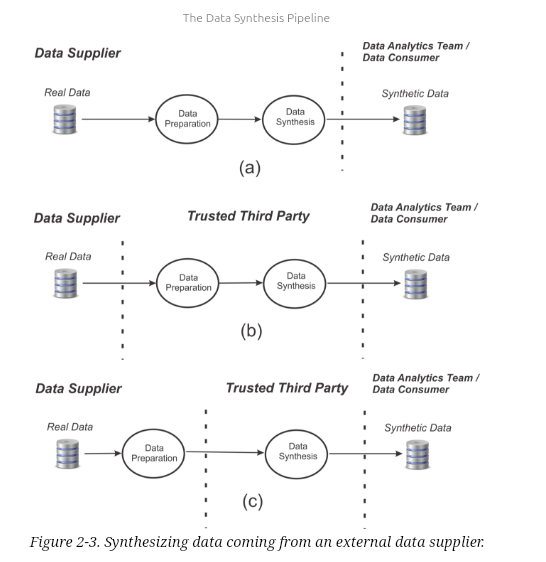 The Data Synthesis Pipeline
Data Supplier
Data Analytics Team /
Data Consumer
Real Data
Synthetic Data
Data
Preparation
Data
Synthesis
(a)
Data Supplier
Trusted Third Party
Data Analytics Team /
Data Consumer
Real Data
Synthetic Data
Data
Preparation
Data
Synthesis
(b)
Data Supplier
Trusted Third Party
Data Analytics Team /
Data Consumer
Real Data
Synthetic Data
Data
Preparation
Data
Synthesis
(c)
Figure 2-3. Synthesizing data coming from an external data supplier.